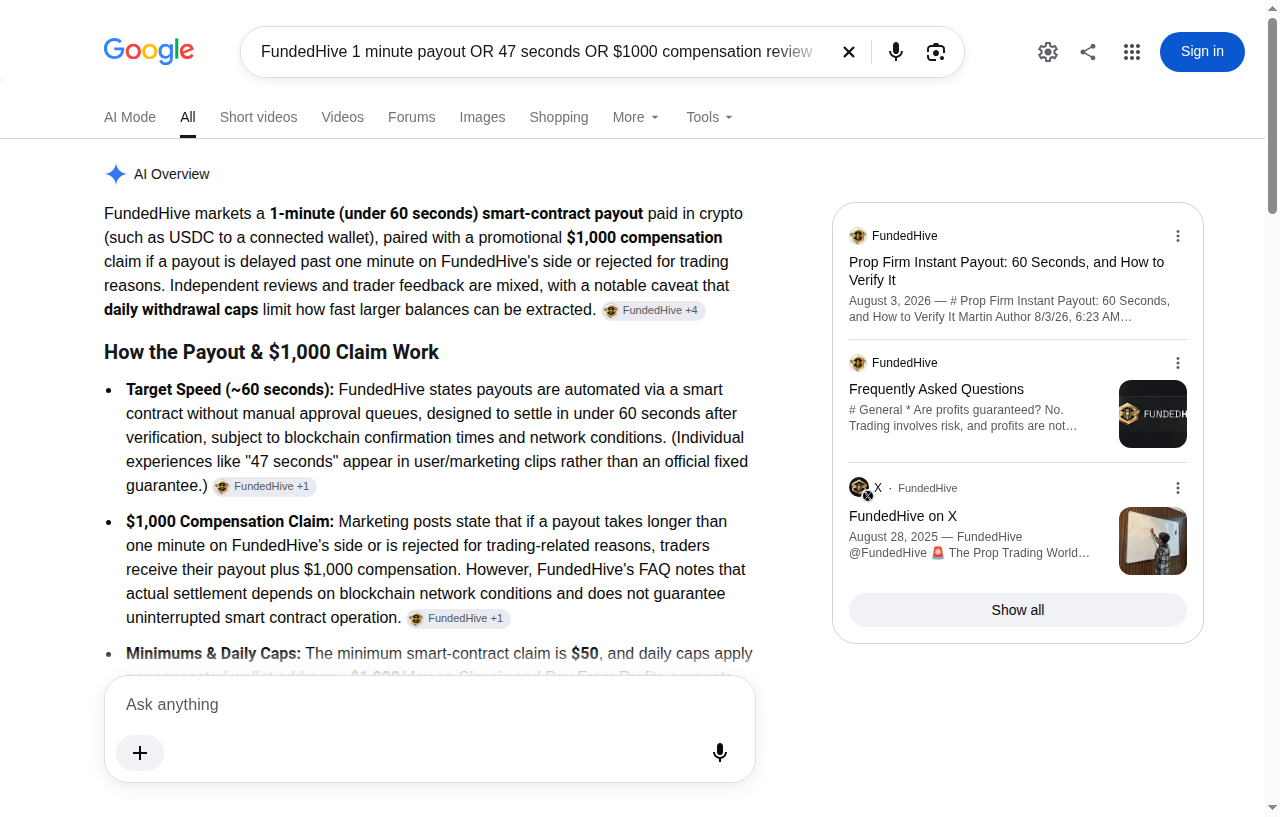 Google
FundedHive 1 minute payout OR 47 seconds OR $1000 compensation review
Sign in
AI Mode
All
Short videos
Videos
Forums
Images
Shopping
More
Tools
AI Overview
FundedHive markets a 1-minute (under 60 seconds) smart-contract payout paid in crypto
(such as USDC to a connected wallet), paired with a promotional $1,000 compensation
claim if a payout is delayed past one minute on FundedHive's side or rejected for trading
reasons. Independent reviews and trader feedback are mixed, with a notable caveat that
daily withdrawal caps limit how fast larger balances can be extracted. FundedHive +4
How the Payout & $1,000 Claim Work
• Target Speed (~60 seconds): FundedHive states payouts are automated via a smart
contract without manual approval queues, designed to settle in under 60 seconds after
verification, subject to blockchain confirmation times and network conditions. (Individual
experiences like "47 seconds" appear in user/marketing clips rather than an official fixed
guarantee.) FundedHive +1
• $1,000 Compensation Claim: Marketing posts state that if a payout takes longer than
one minute on FundedHive's side or is rejected for trading-related reasons, traders
receive their payout plus $1,000 compensation. However, FundedHive's FAQ notes that
actual settlement depends on blockchain network conditions and does not guarantee
uninterrupted smart contract operation. FundedHive +1
• Minimums & Daily Caps: The minimum smart-contract claim is $50, and daily caps apply
Ask anything
FundedHive
Prop Firm Instant Payout: 60 Seconds, and How to
Verify It
August 3, 2026 — # Prop Firm Instant Payout: 60 Seconds,
and How to Verify It Martin Author 8/3/26, 6:23 AM…
FundedHive
Frequently Asked Questions
# General * Are profits guaranteed? No.
Trading involves risk, and profits are not…
FUNDEDH
X · FundedHive
FundedHive on X
August 28, 2025 — FundedHive
@FundedHive 🚨 The Prop Trading World…
Show all